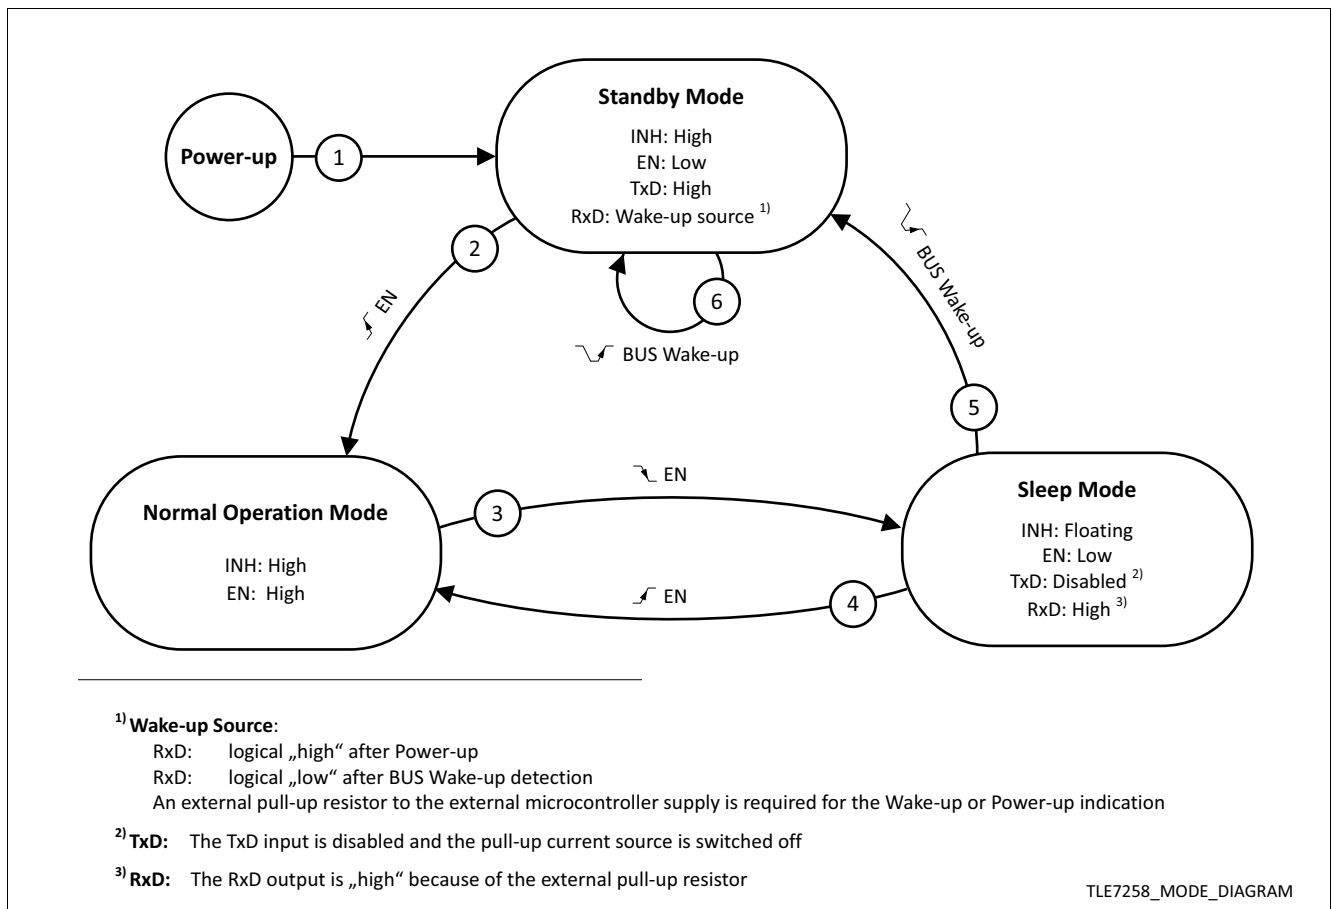 Standby Mode
INH: High
EN: Low
TxD: High
RxD: Wake-up source 1)
Power-up
1
2
EN
6
BUS Wake-up
BUS Wake-up
5
Normal Operation Mode
INH: High
EN: High
EN
3
EN
4
Sleep Mode
INH: Floating
EN: Low
TxD: Disabled 2)
RxD: High 3)
1) Wake-up Source:
RxD: logical „high“ after Power-up
RxD: logical „low“ after BUS Wake-up detection
An external pull-up resistor to the external microcontroller supply is required for the Wake-up or Power-up indication
2) TxD: The TxD input is disabled and the pull-up current source is switched off
3) RxD: The RxD output is „high“ because of the external pull-up resistor
TLE7258_MODE_DIAGRAM